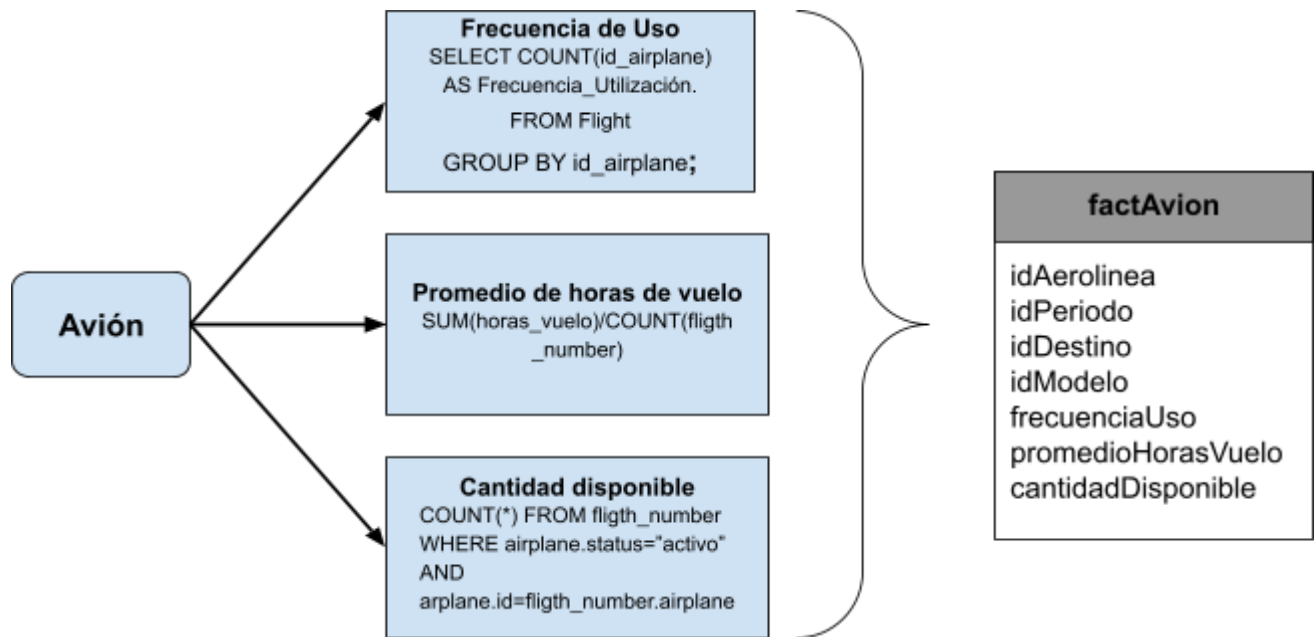 Avión
Frecuencia de Uso
SELECT COUNT(id_airplane)
AS Frecuencia_Utilización.
FROM Flight
GROUP BY id_airplane;
Promedio de horas de vuelo
SUM(horas_vuelo)/COUNT(fligth
_number)
Cantidad disponible
COUNT(*) FROM fligth_number
WHERE airplane.status="activo"
AND
arplane.id=fligth_number.airplane
factAvion
idAerolinea
idPeriodo
idDestino
idModelo
frecuenciaUso
promedioHorasVuelo
cantidadDisponible